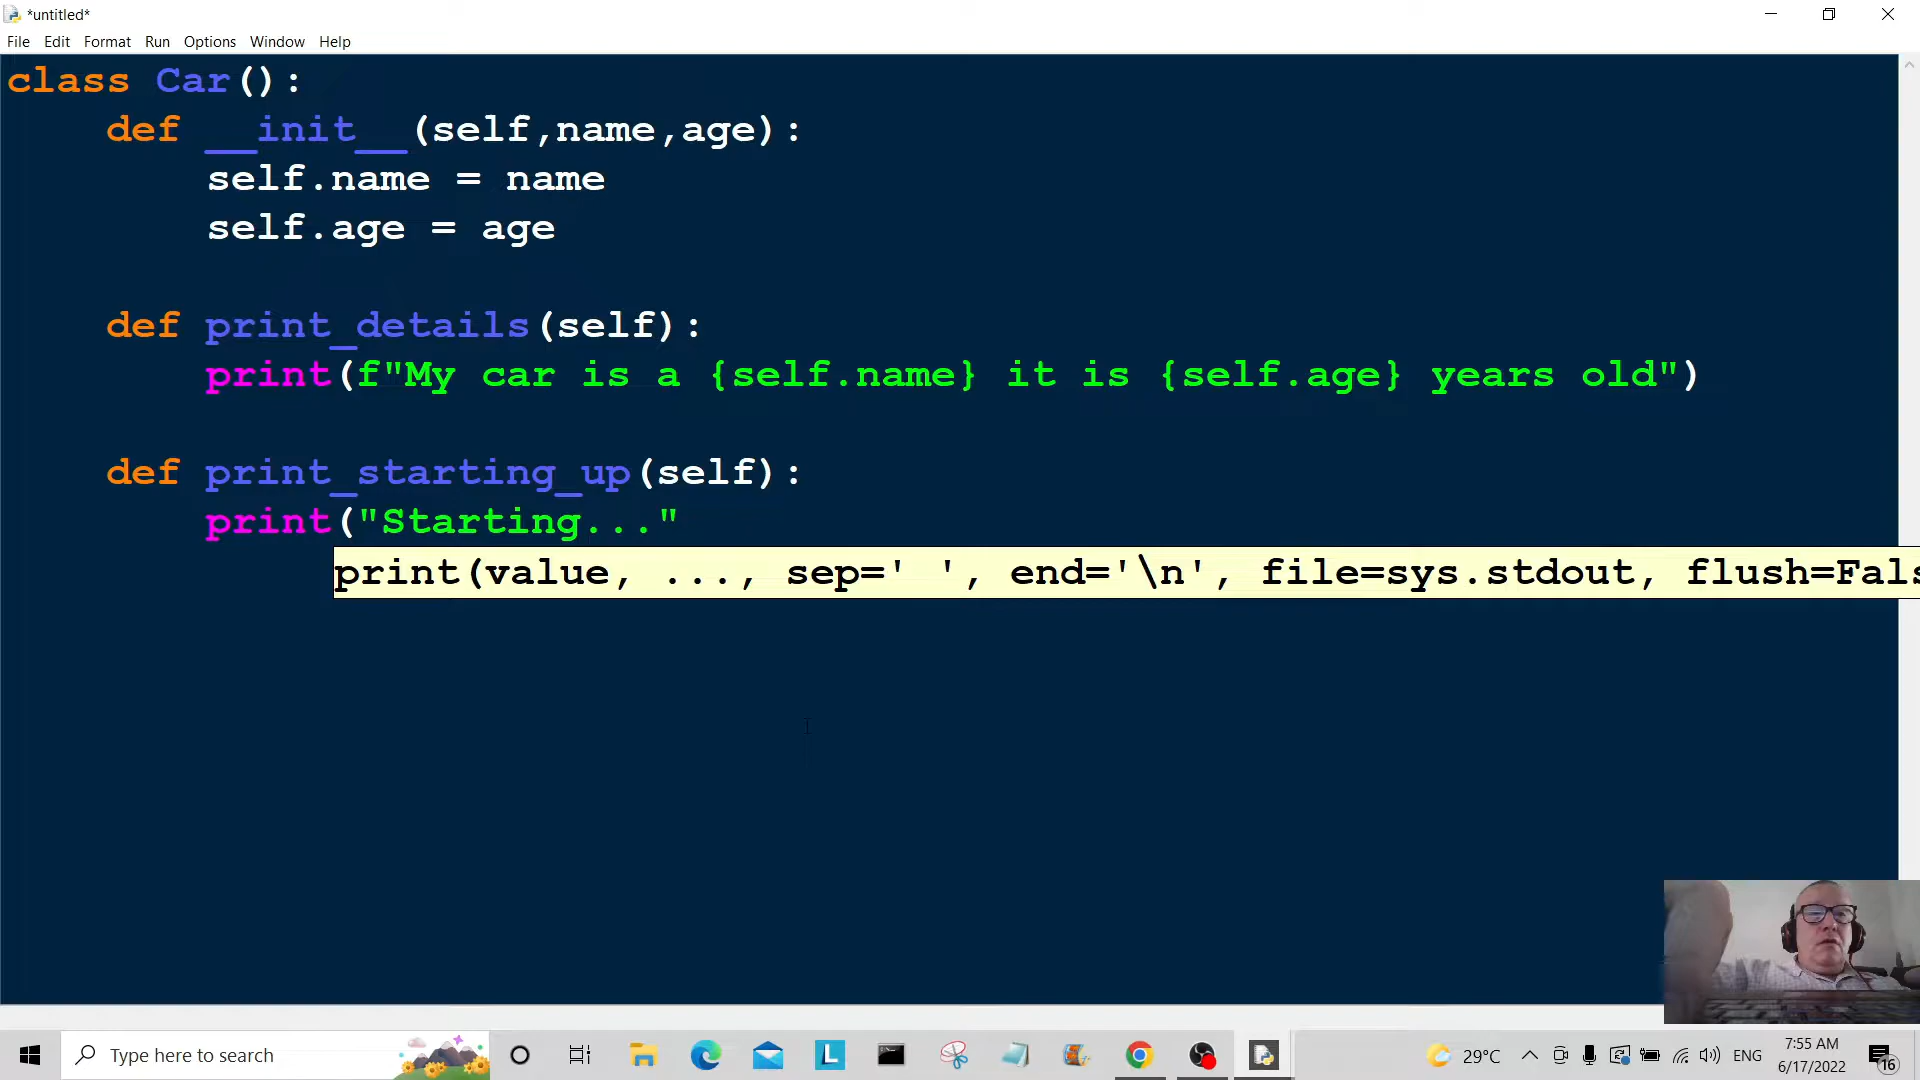 *untitled*
File Edit Format Run Options Window Help
class Car():
    def __init__(self,name,age):
        self.name = name
        self.age = age
    def print_details(self):
        print(f"My car is a {self.name} it is {self.age} years old")
    def print_starting_up(self):
        print("Starting..."
print(value, ..., sep=' ', end='\n', file=sys.stdout, flush=Fals
Type here to search
L
29°C
ENG
7:55 AM
6/17/2022
16